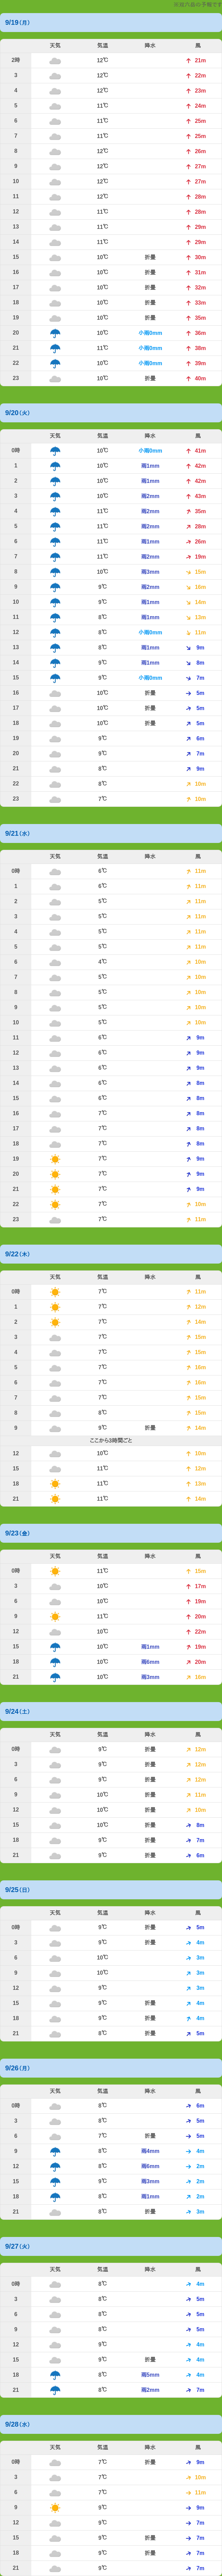 9/19(月)
天気 気温 降水 風
2時 12℃ 21m
3 12℃ 22m
4 12℃ 23m
5 11℃ 24m
6 11℃ 25m
7 11℃ 25m
8 12℃ 26m
9 12℃ 27m
10 12℃ 27m
11 12℃ 28m
12 11℃ 28m
13 11℃ 29m
14 11℃ 29m
15 10℃ 折曇 30m
16 10℃ 折曇 31m
17 10℃ 折曇 32m
18 10℃ 折曇 33m
19 10℃ 折曇 35m
20 10℃ 小雨0mm 36m
21 11℃ 小雨0mm 38m
22 10℃ 小雨0mm 39m
23 10℃ 折曇 40m
9/20(火)
天気 気温 降水 風
0時 10℃ 小雨0mm 41m
1 10℃ 雨1mm 42m
2 10℃ 雨1mm 42m
3 10℃ 雨2mm 43m
4 11℃ 雨2mm 35m
5 11℃ 雨2mm 28m
6 11℃ 雨1mm 26m
7 11℃ 雨2mm 19m
8 10℃ 雨3mm 15m
9 9℃ 雨2mm 16m
10 9℃ 雨1mm 14m
11 8℃ 雨1mm 13m
12 8℃ 小雨0mm 11m
13 8℃ 雨1mm 9m
14 9℃ 雨1mm 8m
15 9℃ 小雨0mm 7m
16 10℃ 折曇 5m
17 10℃ 折曇 5m
18 10℃ 折曇 5m
19 9℃ 6m
20 9℃ 7m
21 8℃ 9m
22 8℃ 10m
23 7℃ 10m
9/21(水)
天気 気温 降水 風
0時 6℃ 11m
1 6℃ 11m
2 5℃ 11m
3 5℃ 11m
4 5℃ 11m
5 5℃ 11m
6 4℃ 10m
7 5℃ 10m
8 5℃ 10m
9 5℃ 10m
10 5℃ 10m
11 6℃ 9m
12 6℃ 9m
13 6℃ 9m
14 6℃ 8m
15 6℃ 8m
16 7℃ 8m
17 7℃ 8m
18 7℃ 8m
19 7℃ 9m
20 7℃ 9m
21 7℃ 9m
22 7℃ 10m
23 7℃ 11m
9/22(木)
天気 気温 降水 風
0時 7℃ 11m
1 7℃ 12m
2 7℃ 14m
3 7℃ 15m
4 7℃ 15m
5 7℃ 16m
6 7℃ 16m
7 7℃ 15m
8 8℃ 15m
9 9℃ 折曇 14m
ここから3時間ごと
12 10℃ 10m
15 11℃ 12m
18 11℃ 13m
21 11℃ 14m
9/23(金)
天気 気温 降水 風
0時 11℃ 15m
3 10℃ 17m
6 10℃ 19m
9 11℃ 20m
12 10℃ 22m
15 10℃ 雨1mm 19m
18 10℃ 雨6mm 20m
21 10℃ 雨3mm 16m
9/24(土)
天気 気温 降水 風
0時 9℃ 折曇 12m
3 9℃ 折曇 12m
6 9℃ 折曇 12m
9 10℃ 折曇 11m
12 10℃ 折曇 10m
15 10℃ 折曇 8m
18 9℃ 折曇 7m
21 9℃ 折曇 6m
9/25(日)
天気 気温 降水 風
0時 9℃ 折曇 5m
3 9℃ 折曇 4m
6 10℃ 3m
9 10℃ 3m
12 9℃ 3m
15 9℃ 折曇 4m
18 9℃ 折曇 4m
21 8℃ 折曇 5m
9/26(月)
天気 気温 降水 風
0時 8℃ 6m
3 8℃ 5m
6 7℃ 折曇 5m
9 8℃ 雨4mm 4m
12 8℃ 雨6mm 2m
15 9℃ 雨3mm 2m
18 8℃ 雨1mm 2m
21 8℃ 折曇 3m
9/27(火)
天気 気温 降水 風
0時 8℃ 4m
3 8℃ 5m
6 8℃ 5m
9 8℃ 5m
12 9℃ 4m
15 9℃ 折曇 4m
18 8℃ 雨5mm 4m
21 8℃ 雨2mm 7m
9/28(水)
天気 気温 降水 風
0時 7℃ 折曇 9m
3 7℃ 10m
6 7℃ 11m
9 9℃ 9m
12 9℃ 7m
15 9℃ 折曇 7m
18 9℃ 折曇 7m
21 9℃ 7m